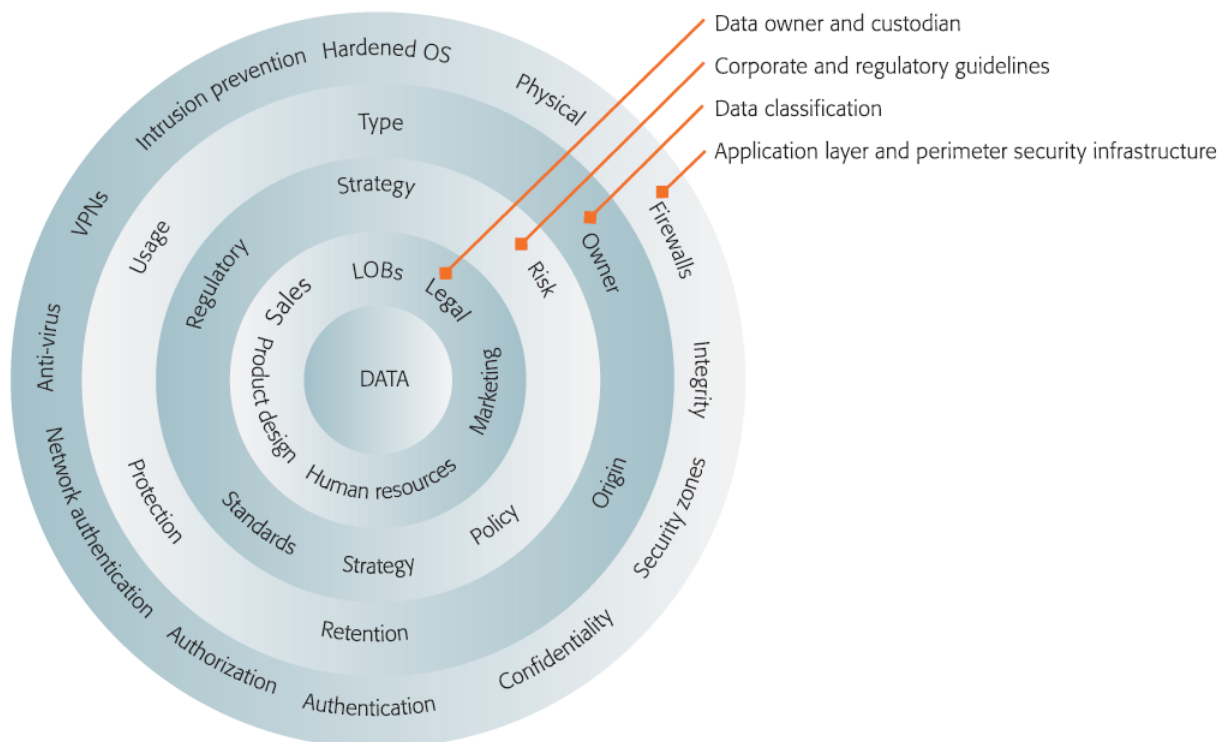 Data owner and custodian
Corporate and regulatory guidelines
Data classification
Application layer and perimeter security infrastructure
Hardened OS
Physical
Firewalls
Integrity
Security zones
Confidentiality
Authentication
Authorization
Network authentication
Anti-virus
VPNs
Intrusion prevention
Type
Owner
Origin
Retention
Protection
Usage
Strategy
Risk
Policy
Strategy
Standards
Regulatory
LOBs
Legal
Marketing
Human resources
Product design
Sales
DATA